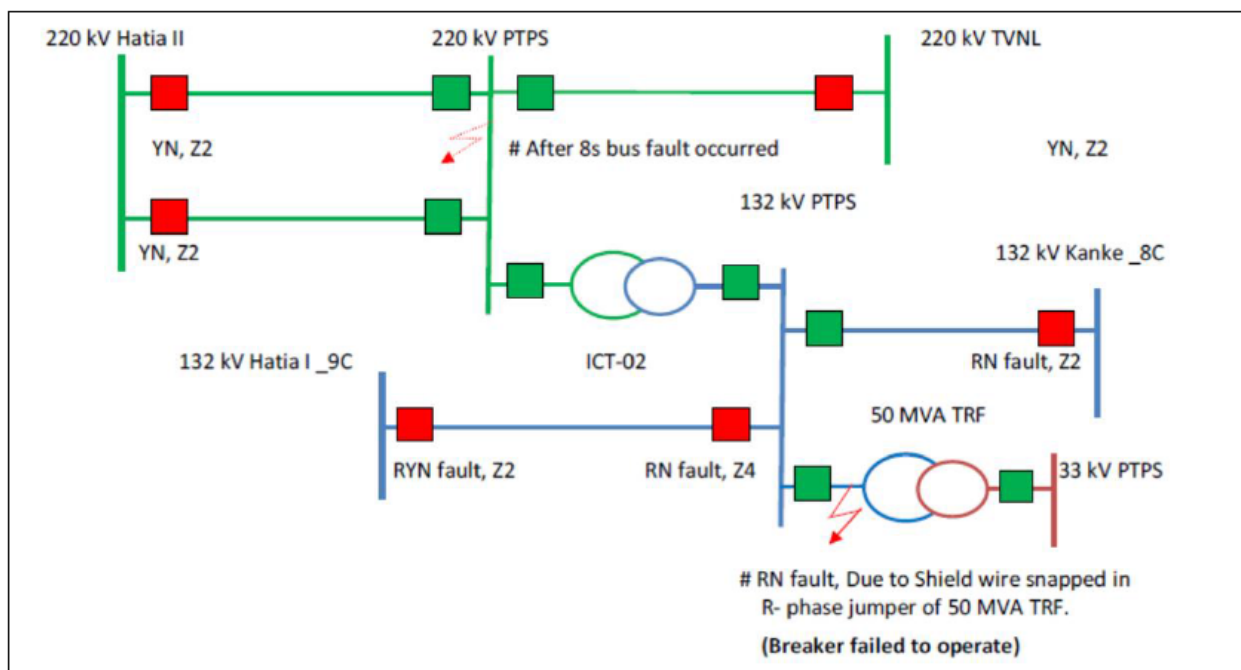 220 kV Hatia II
220 kV PTPS
220 kV TVNL
YN, Z2
# After 8s bus fault occurred
YN, Z2
132 kV PTPS
YN, Z2
132 kV Kanke _8C
132 kV Hatia I _9C
ICT-02
RN fault, Z2
50 MVA TRF
RYN fault, Z2
RN fault, Z4
33 kV PTPS
# RN fault, Due to Shield wire snapped in
R- phase jumper of 50 MVA TRF.
(Breaker failed to operate)